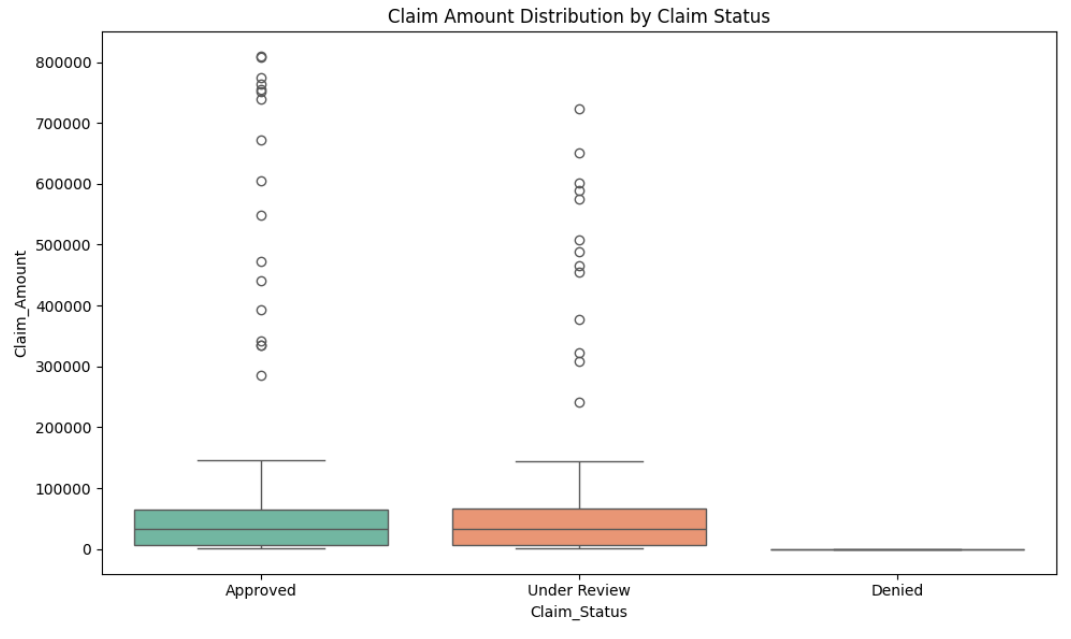 Claim Amount Distribution by Claim Status
Claim_Amount
800000
700000
600000
500000
400000
300000
200000
100000
0
Approved Under Review Denied
Claim_Status